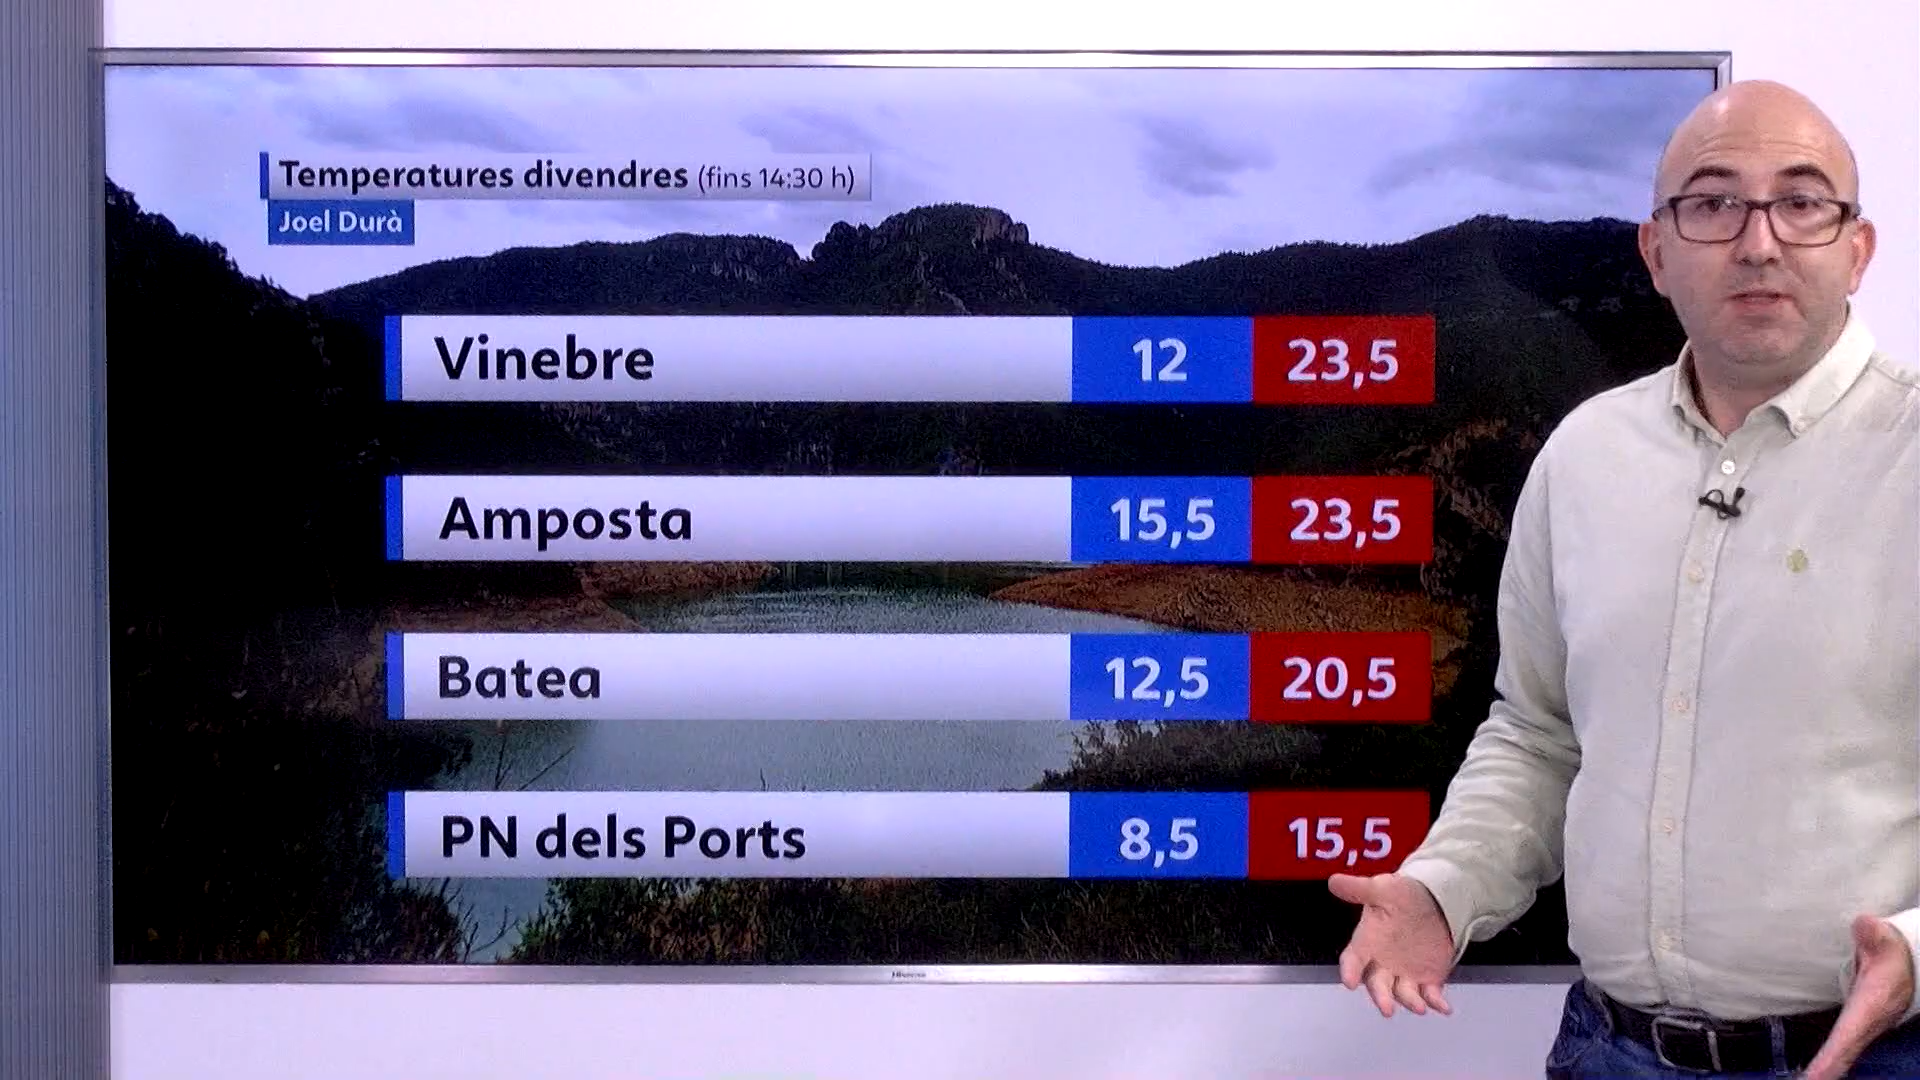 Temperatures divendres (fins 14:30 h)
Joel Durà
Vinebre 12 23,5
Amposta 15,5 23,5
Batea 12,5 20,5
PN dels Ports 8,5 15,5
Hisense